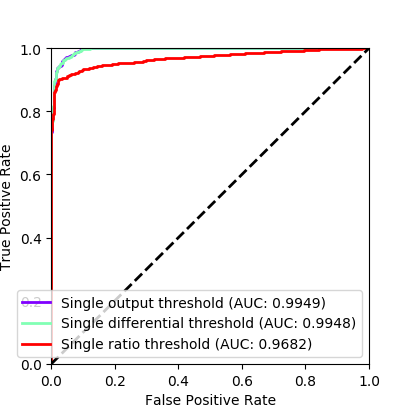 1.0
0.8
0.6
0.4
0.2
0.0
True Positive Rate
Single output threshold (AUC: 0.9949)
Single differential threshold (AUC: 0.9948)
Single ratio threshold (AUC: 0.9682)
0.0 0.2 0.4 0.6 0.8 1.0
False Positive Rate